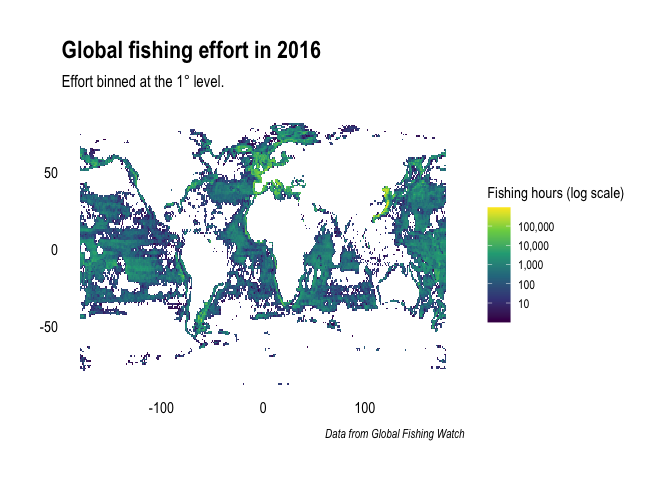 Global fishing effort in 2016
Effort binned at the 1° level.
50
0
-50
-100
0
100
Fishing hours (log scale)
100,000
10,000
1,000
100
10
Data from Global Fishing Watch